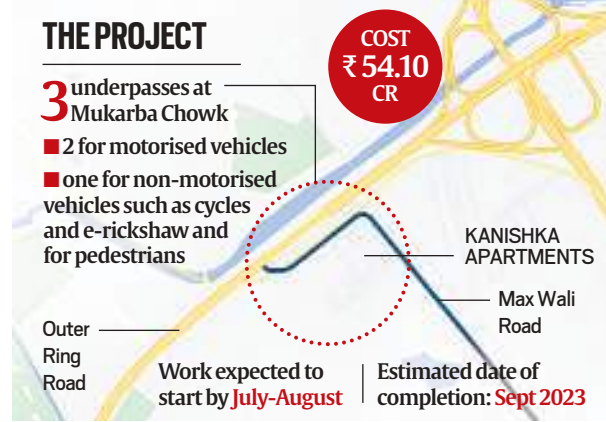 THE PROJECT
COST
₹ 54.10
CR
3 underpasses at
Mukarba Chowk
■ 2 for motorised vehicles
■ one for non-motorised
vehicles such as cycles
and e-rickshaw and
for pedestrians
KANISHKA
APARTMENTS
Max Wali
Road
Outer
Ring
Road
Work expected to
start by July-August
Estimated date of
completion: Sept 2023